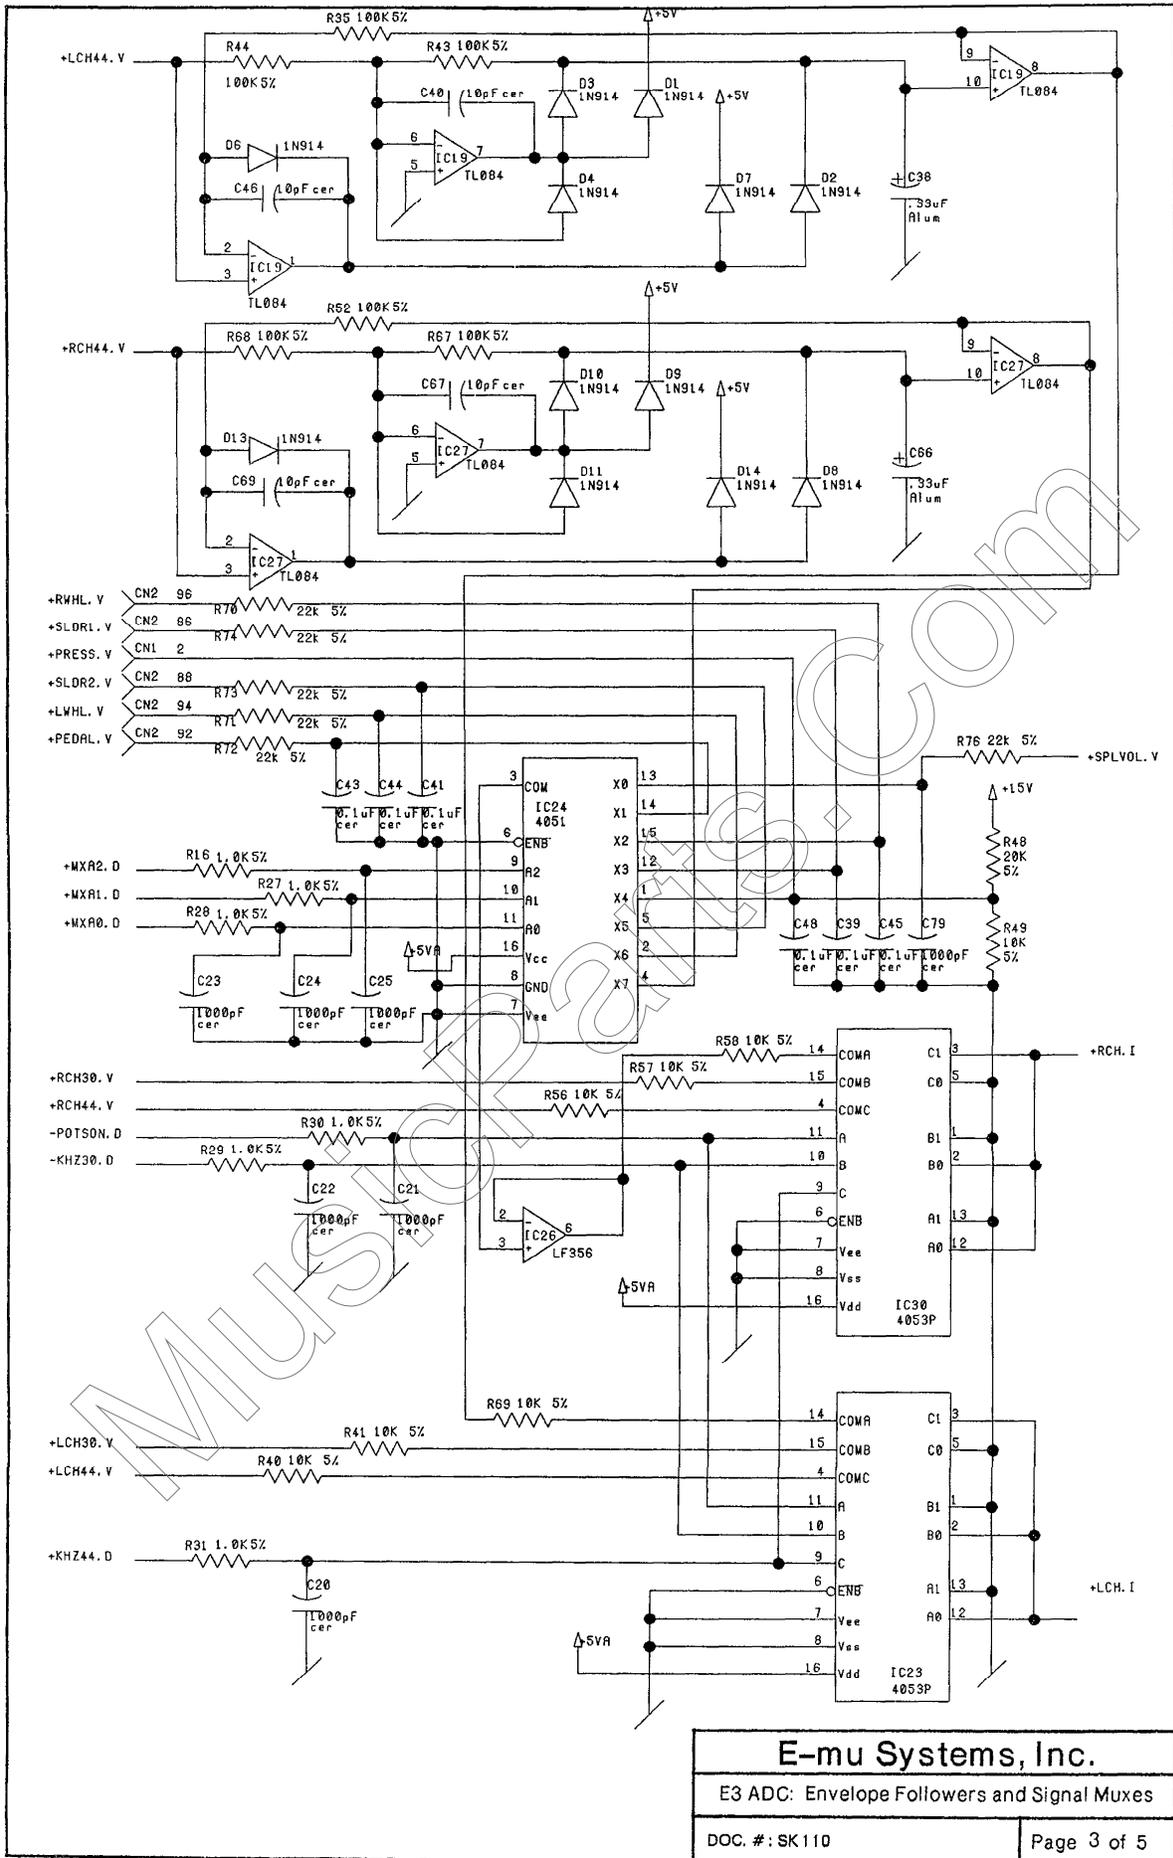 R35 100K5% +5V
R44 R43 100K5%
+LCH44.V 100K5% 9 - 8
D3 D1 +5V IC19
1N914 1N914 10 + TL084
C40 10pFcer
D6 1N914 6 - 7
IC19
5 + TL084
D4 D7 D2 C38
1N914 1N914 1N914 .33uF
C46 10pFcer Alum
2 - 1
IC19
3 +
TL084
+5V
R52 100K5%
R68 100K5% R67 100K5%
+RCH44.V 9 - 8
IC27
10 + TL084
D10 D9 +5V
1N914 1N914
C67 10pFcer
D13 1N914 6 - 7
IC27
5 + TL084
D11 D14 D8 C66
1N914 1N914 1N914 .33uF
C69 10pFcer Alum
2 - 1
IC27
3 + TL084
+RWHL.V CN2 96 R70 22k 5%
+SLDR1.V CN2 86 R74 22k 5%
+PRESS.V CN1 2
+SLDR2.V CN2 88 R73 22k 5%
+LWHL.V CN2 94 R71 22k 5%
+PEDAL.V CN2 92 R72 22k 5%
R76 22k 5% +SPLVOL.V
C43 C44 C41
0.1uF 0.1uF 0.1uF
cer cer cer
3 COM X0 13
IC24 X1 14
4051
6 ENB X2 15
9 A2 X3 12
10 A1 X4 1
11 A0 X5 5
16 Vcc X6 2
8 GND X7 4
7 Vee
+15V
R48
20K
5%
R49
10K
5%
+MXA2.D R16 1.0K5%
+MXA1.D R27 1.0K5%
+MXA0.D R28 1.0K5%
+5VA
C48 C39 C45 C79
0.1uF 0.1uF 0.1uF 1000pF
cer cer cer cer
C23 C24 C25
1000pF 1000pF 1000pF
cer cer cer
R58 10K 5% 14 COMA C1 3 +RCH.I
+RCH30.V R57 10K 5% 15 COMB C0 5
+RCH44.V R56 10K 5% 4 COMC
-POTSON.D R30 1.0K5% 11 A B1 1
-KHZ30.D R29 1.0K5% 10 B B0 2
9 C
C22 C21
1000pF 1000pF
cer cer
2 - 6
IC26
3 + LF356
6 ENB A1 13
7 Vee A0 12
8 Vss
+5VA 16 Vdd IC30
4053P
R69 10K 5% 14 COMA C1 3
+LCH30.V R41 10K 5% 15 COMB C0 5
+LCH44.V R40 10K 5% 4 COMC
11 A B1 1
10 B B0 2
+KHZ44.D R31 1.0K5% 9 C
C20 6 ENB A1 13 +LCH.I
1000pF 7 Vee A0 12
cer
8 Vss
+5VA 16 Vdd IC23
4053P
MusicParts.Com
E-mu Systems, Inc.
E3 ADC: Envelope Followers and Signal Muxes
DOC. #: SK110 Page 3 of 5